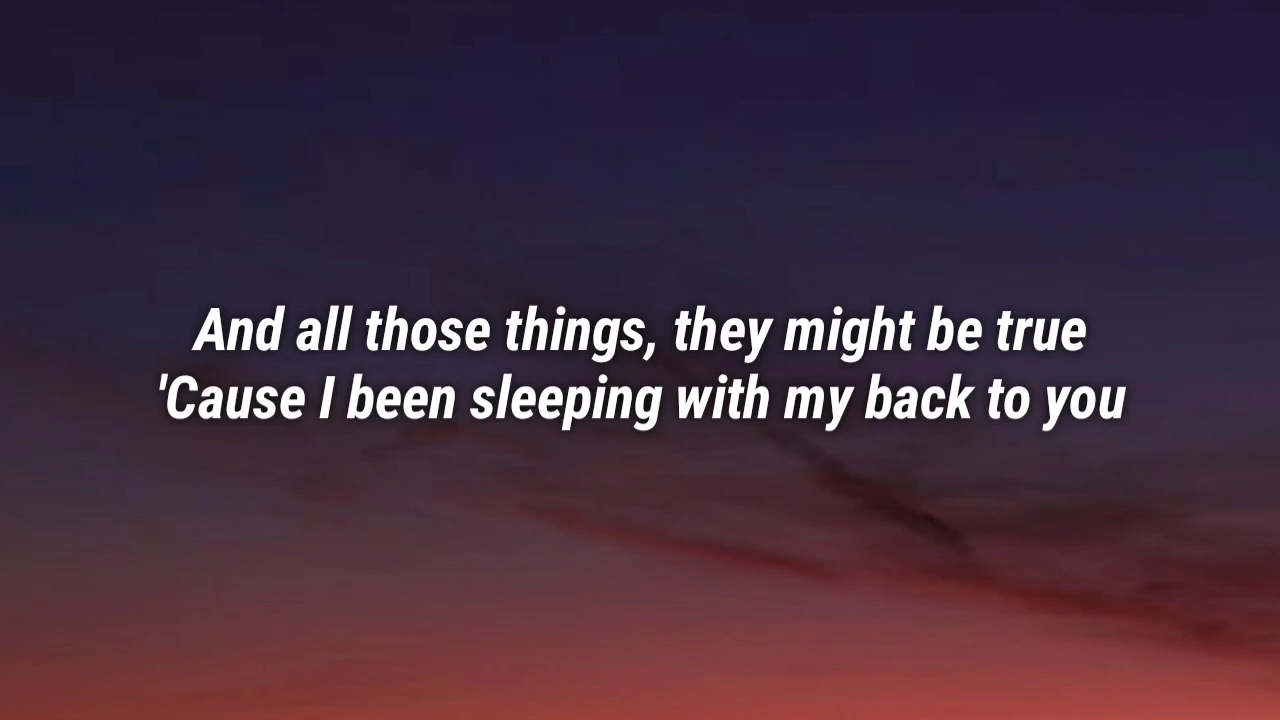 And all those things, they might be true
'Cause I been sleeping with my back to you